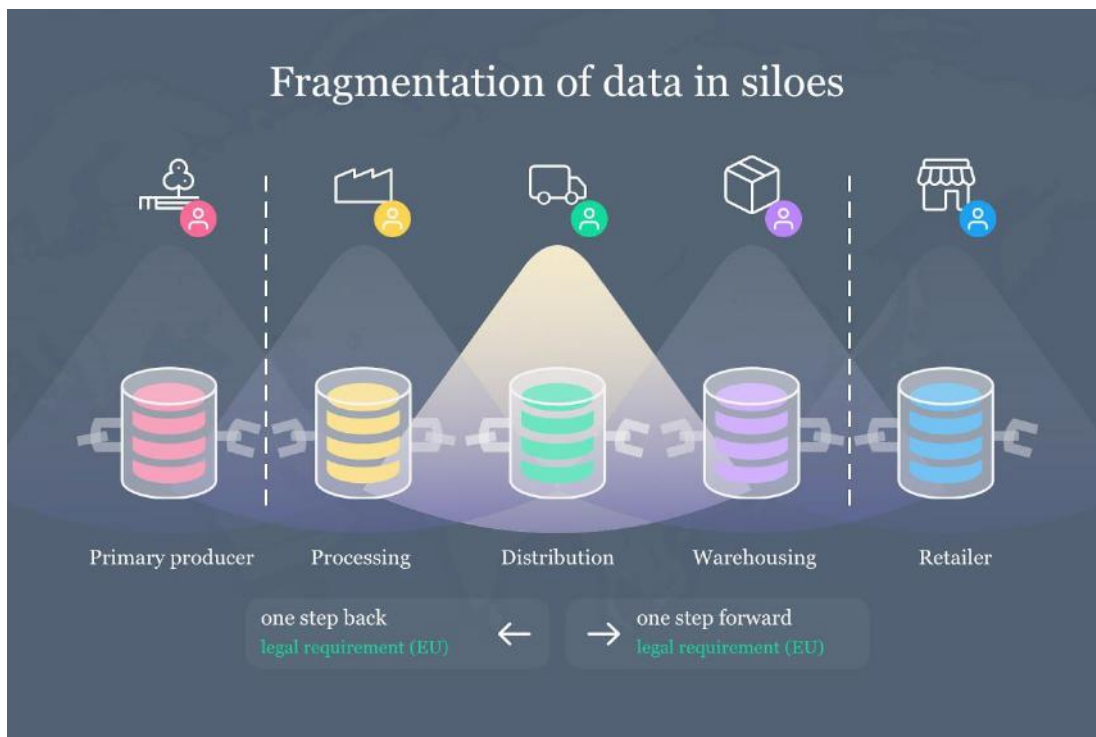 Fragmentation of data in siloes
Primary producer
Processing
Distribution
Warehousing
Retailer
one step back
legal requirement (EU)
one step forward
legal requirement (EU)